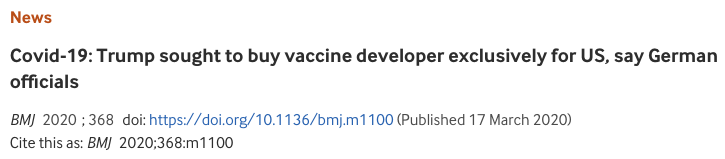 News
Covid-19: Trump sought to buy vaccine developer exclusively for US, say German
officials
BMJ 2020 ; 368 doi: https://doi.org/10.1136/bmj.m1100 (Published 17 March 2020)
Cite this as: BMJ 2020;368:m1100